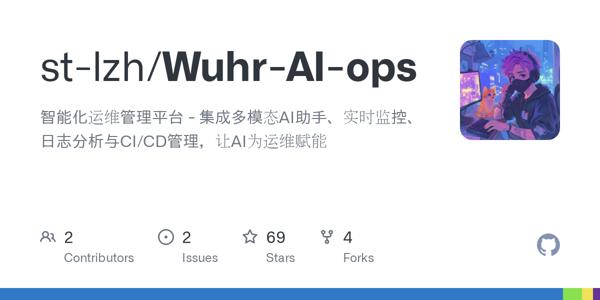 st-lzh/Wuhr-AI-ops
智能化运维管理平台 - 集成多模态AI助手、实时监控、
日志分析与CI/CD管理，让AI为运维赋能
2 2 69 4
Contributors Issues Stars Forks